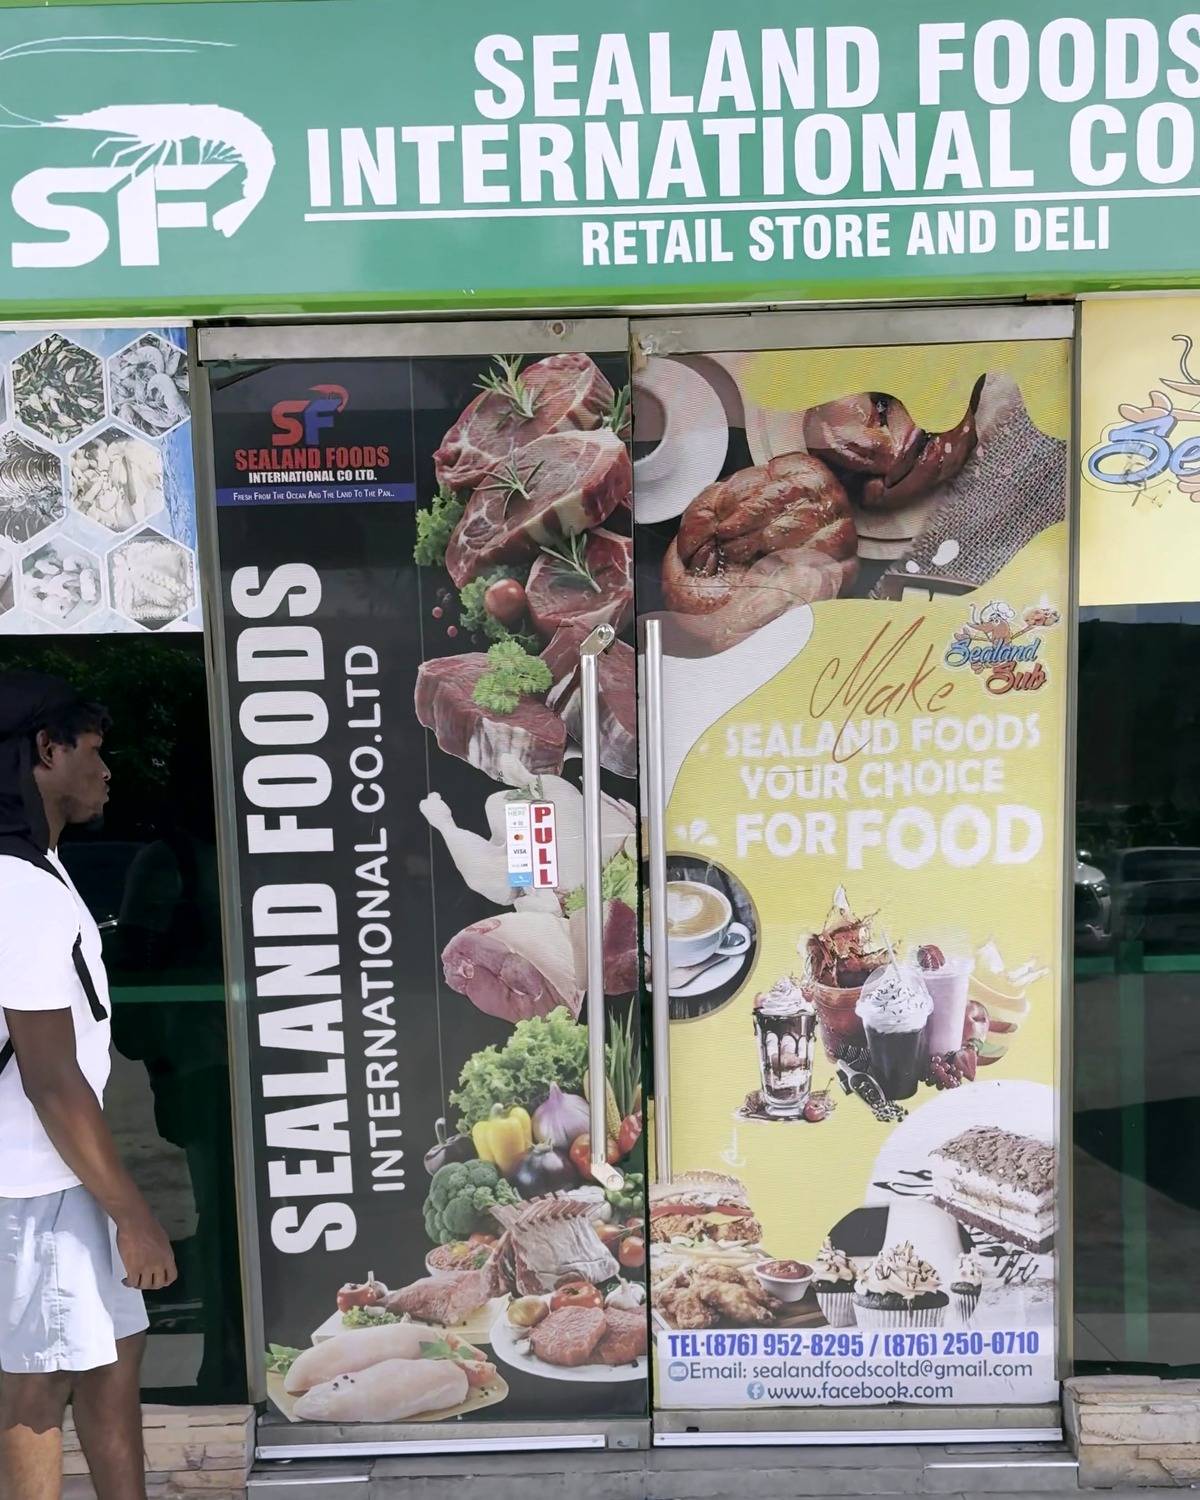 SEALAND FOODS
INTERNATIONAL CO
SF
RETAIL STORE AND DELI
SF
SEALAND FOODS
INTERNATIONAL CO LTD.
FRESH FROM THE OCEAN AND THE LAND TO THE PAN..
SEALAND FOODS
INTERNATIONAL CO.LTD
HERE
VISA
PULL
Se
Sealand
Sub
Make
SEALAND FOODS
YOUR CHOICE
FOR FOOD
TEL:(876) 952-8295 / (876) 250-0710
Email: sealandfoodscoltd@gmail.com
www.facebook.com